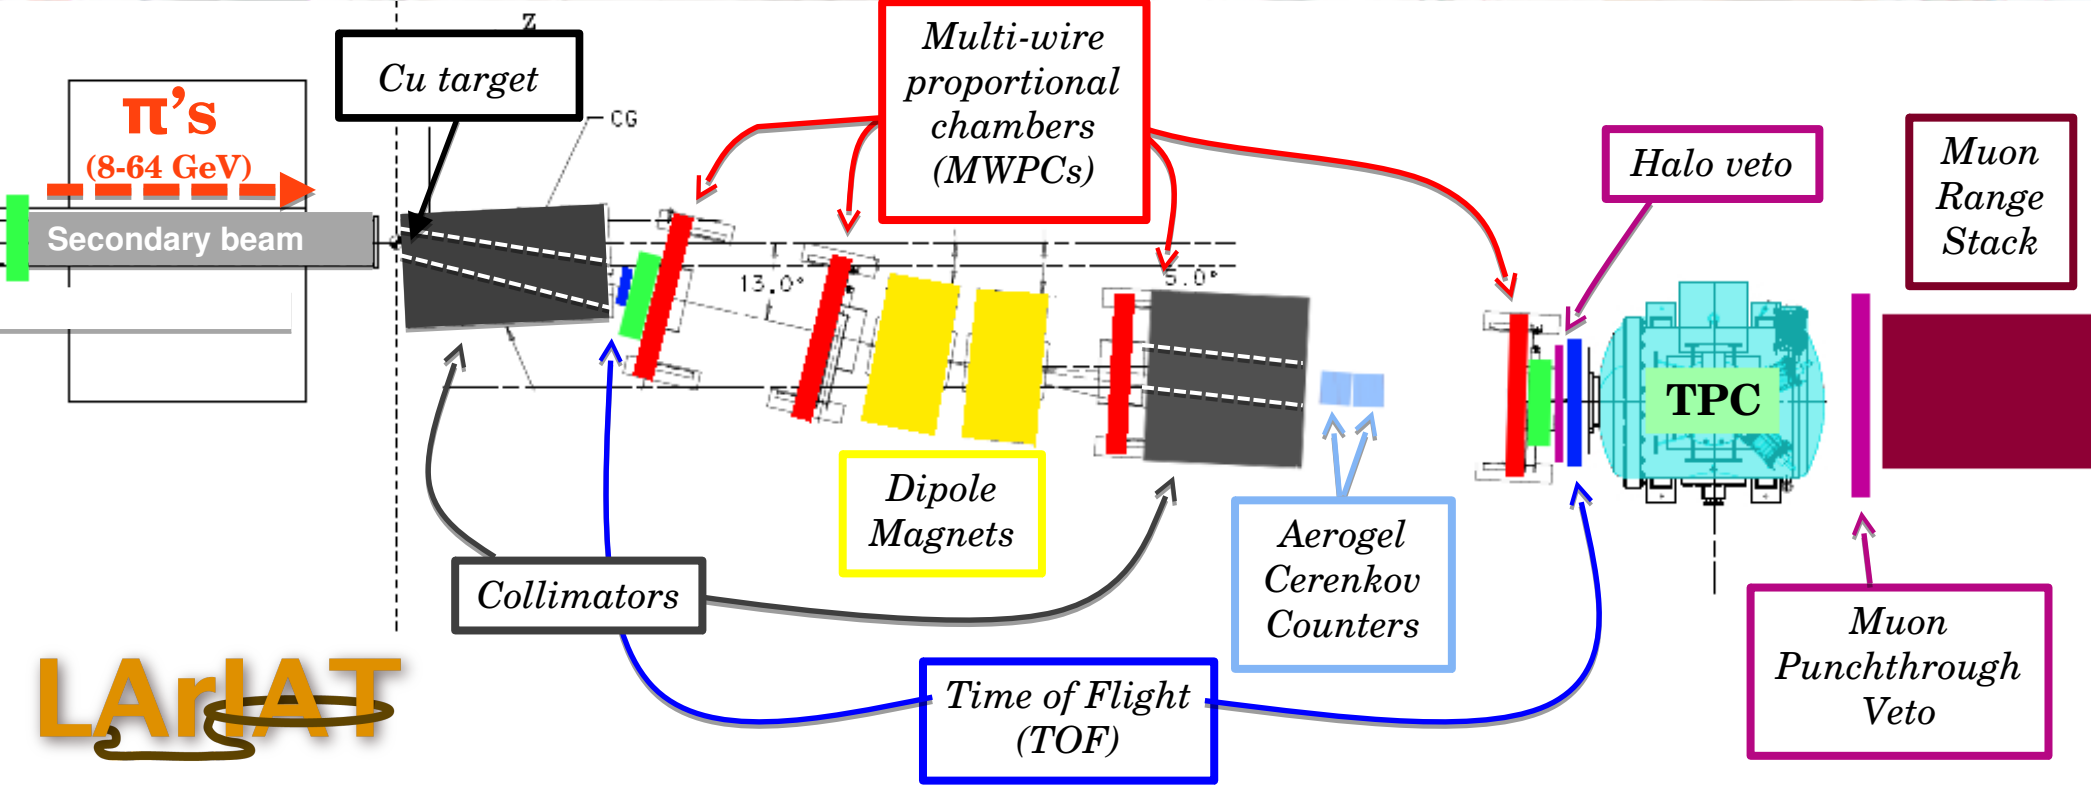 Z
Cu target
π's
(8-64 GeV)
Secondary beam
CG
Multi-wire
proportional
chambers
(MWPCs)
13.0°
5.0°
Halo veto
Muon
Range
Stack
TPC
Dipole
Magnets
Collimators
Aerogel
Cerenkov
Counters
Time of Flight
(TOF)
Muon
Punchthrough
Veto
LArIAT